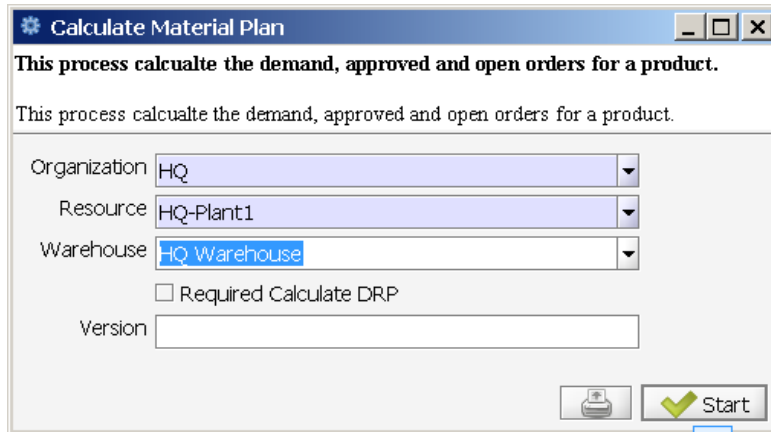 Calculate Material Plan
This process calcualte the demand, approved and open orders for a product.
This process calcualte the demand, approved and open orders for a product.
Organization HQ
Resource HQ-Plant1
Warehouse HQ Warehouse
Required Calculate DRP
Version
Start